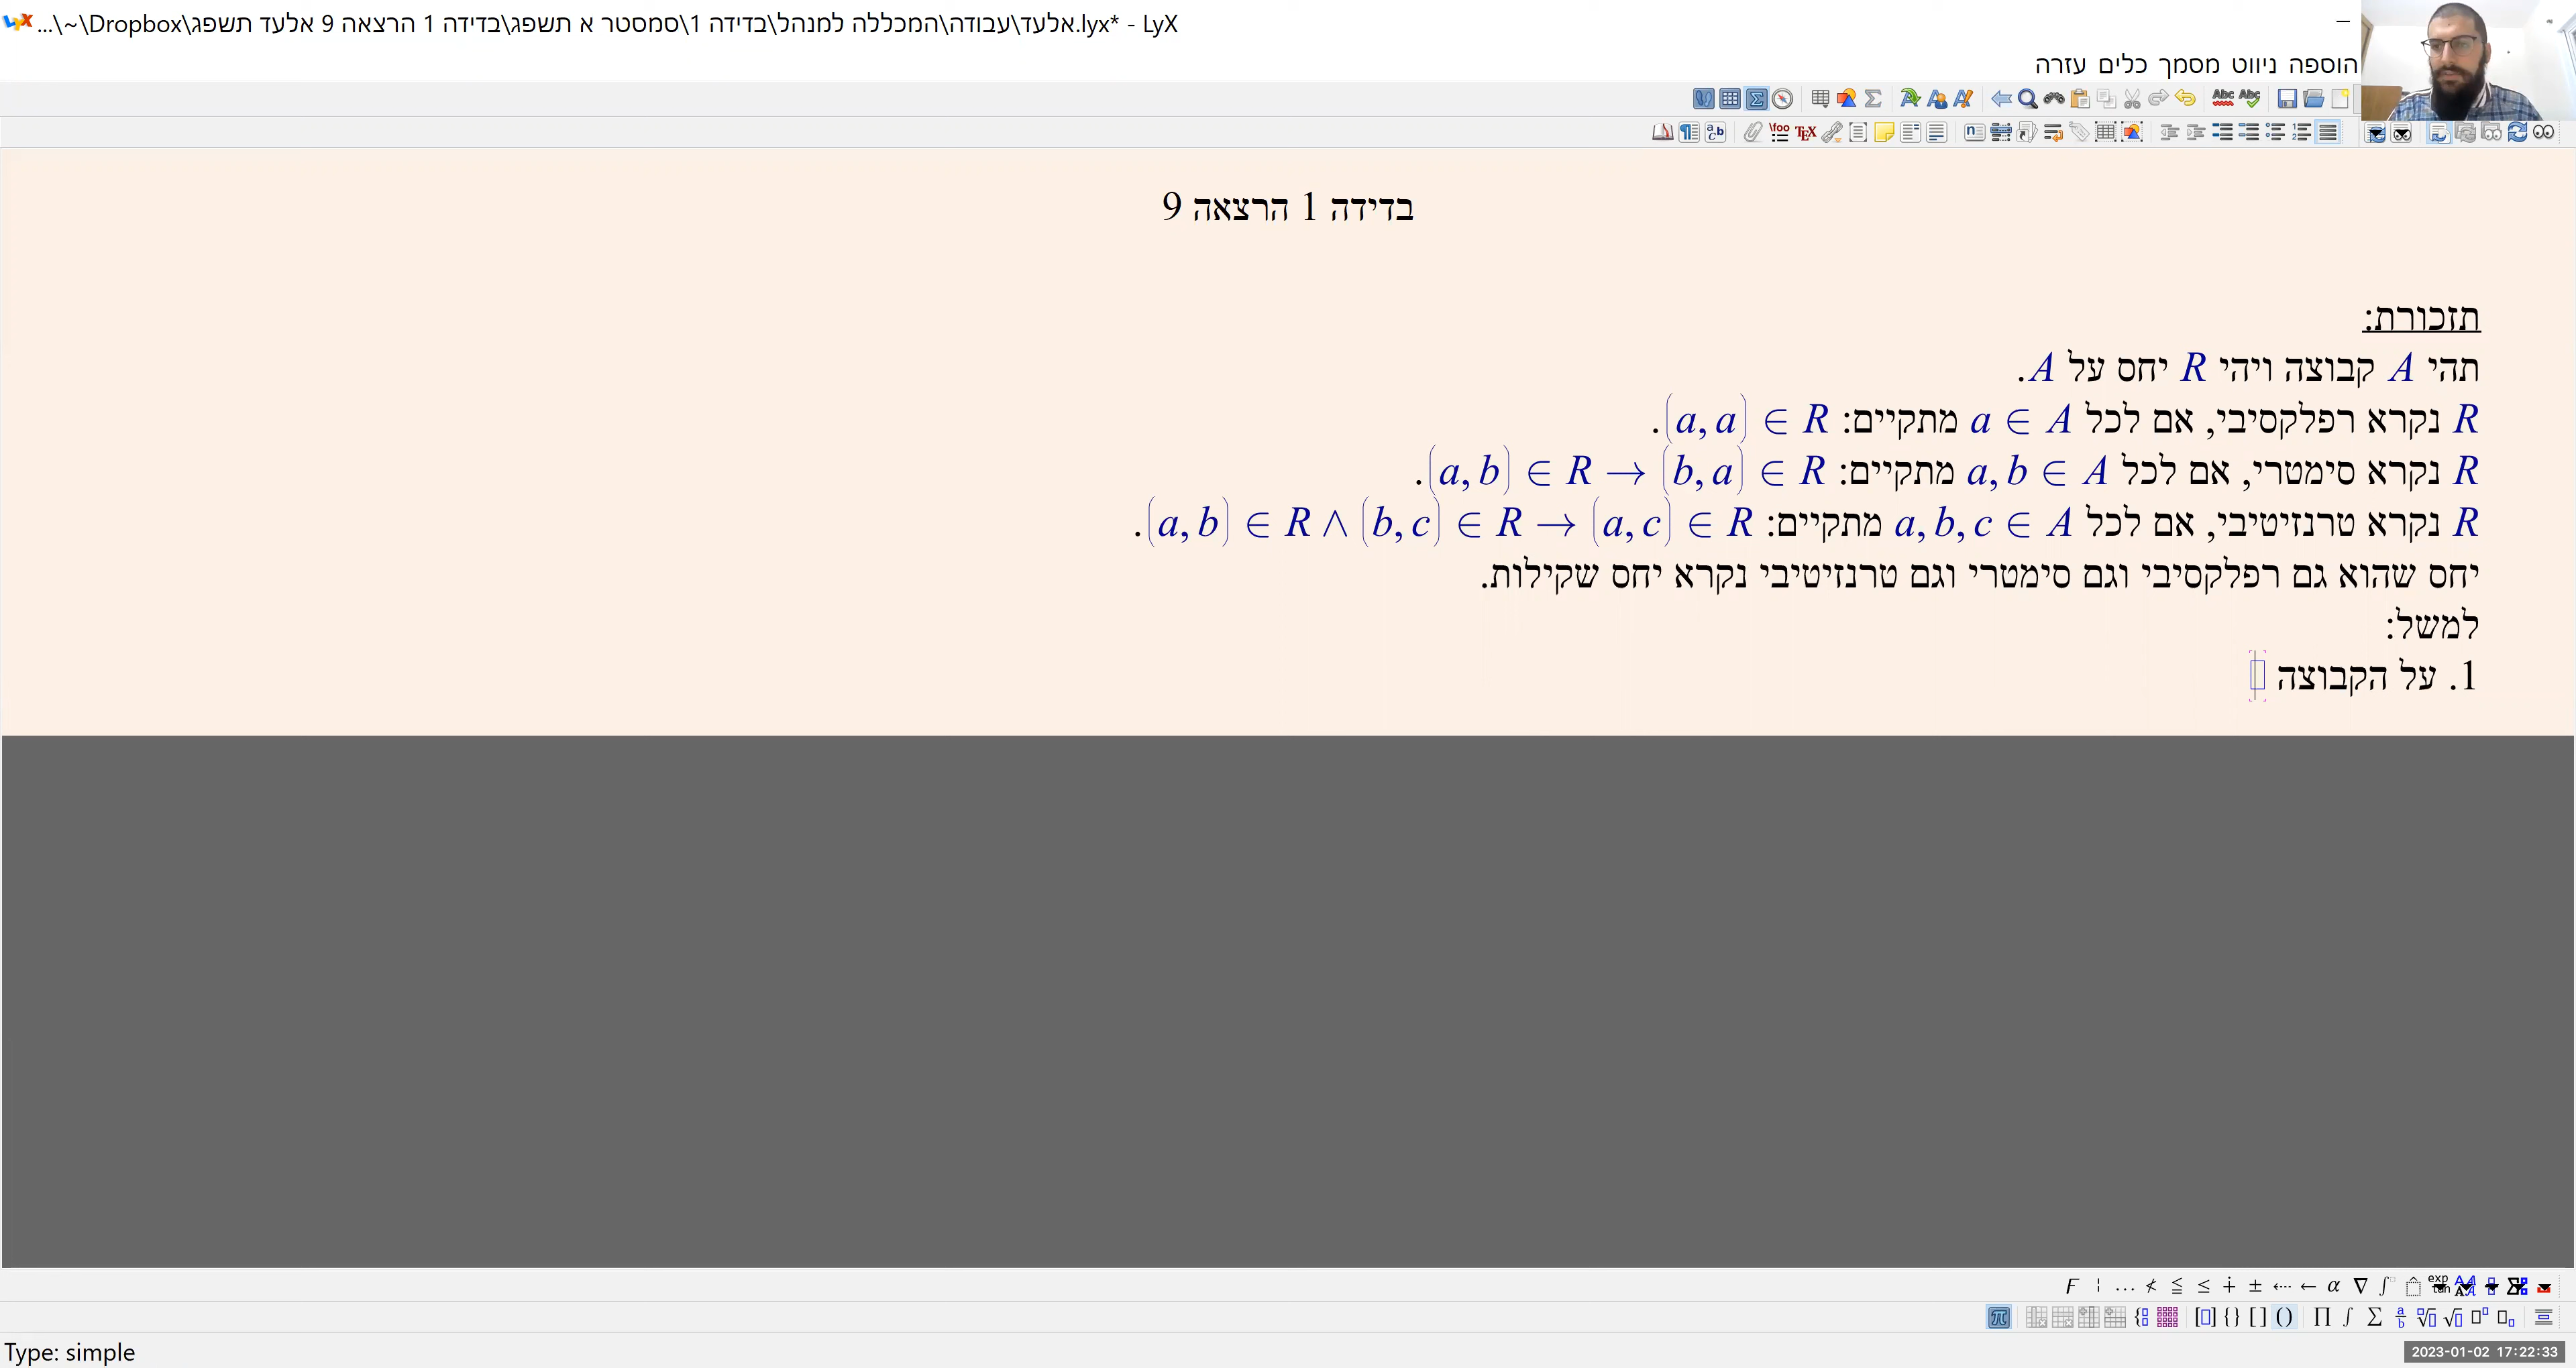 ...\~\Dropbox\אלעד\עבודה\המכללה למנהל\בדידה 1\סמסטר א תשפג\בדידה 1 הרצאה 9 אלעד תשפג.lyx* - LyX
הוספה ניווט מסמך כלים עזרה
בדידה 1 הרצאה 9
תזכורת:
תהי A קבוצה ויהי R יחס על A.
R נקרא רפלקסיבי, אם לכל a ∈ A מתקיים: (a, a) ∈ R.
R נקרא סימטרי, אם לכל a, b ∈ A מתקיים: (a, b) ∈ R → (b, a) ∈ R.
R נקרא טרנזיטיבי, אם לכל a, b, c ∈ A מתקיים: (a, b) ∈ R ∧ (b, c) ∈ R → (a, c) ∈ R.
יחס שהוא גם רפלקסיבי וגם סימטרי וגם טרנזיטיבי נקרא יחס שקילות.
למשל:
1. על הקבוצה
Type: simple
2023-01-02 17:22:33